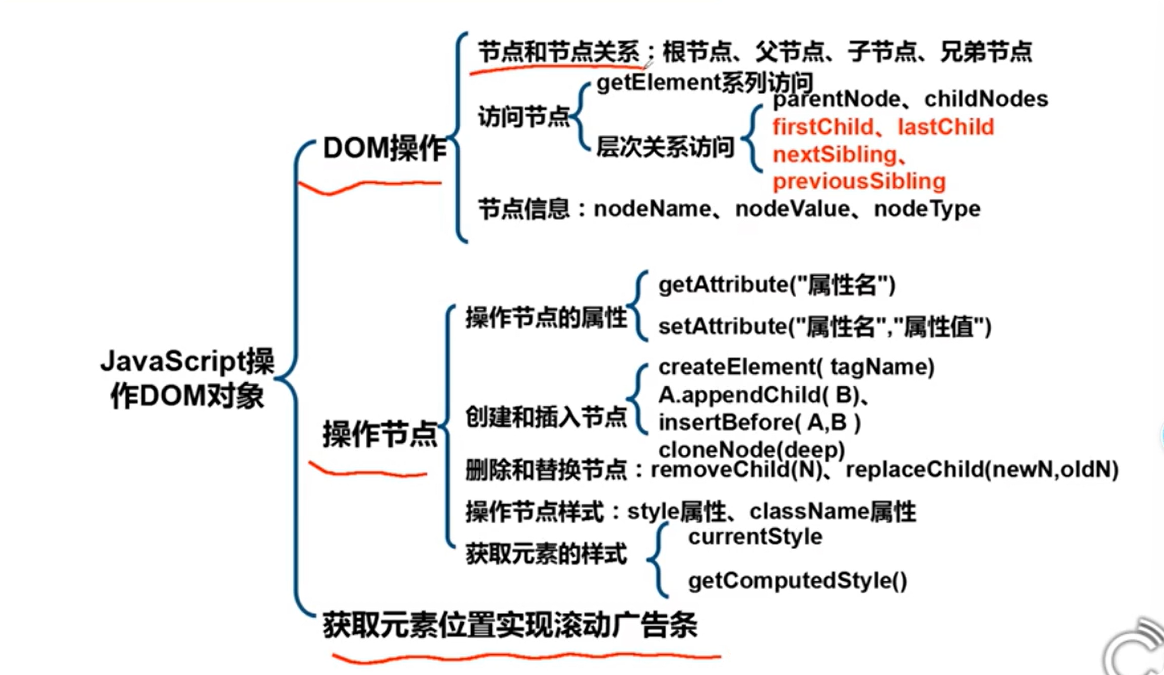 节点和节点关系：根节点、父节点、子节点、兄弟节点
getElement系列访问
访问节点
parentNode、childNodes
firstChild、lastChild
层次关系访问
nextSibling、
previousSibling
DOM操作
节点信息：nodeName、nodeValue、nodeType
getAttribute("属性名")
操作节点的属性
setAttribute("属性名","属性值")
JavaScript操
作DOM对象
createElement( tagName)
A.appendChild( B)、
创建和插入节点
insertBefore( A,B )
cloneNode(deep)
操作节点
删除和替换节点：removeChild(N)、replaceChild(newN,oldN)
操作节点样式：style属性、className属性
currentStyle
获取元素的样式
getComputedStyle()
获取元素位置实现滚动广告条